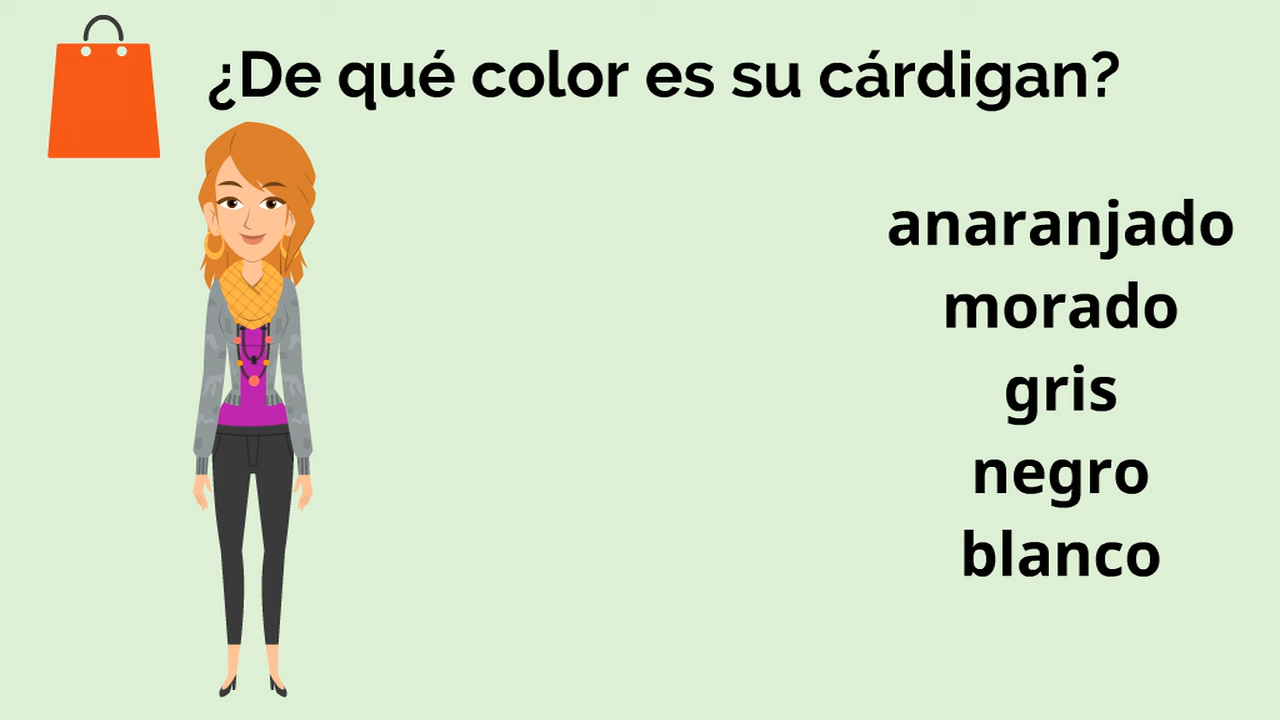 ¿De qué color es su cárdigan?
anaranjado
morado
gris
negro
blanco